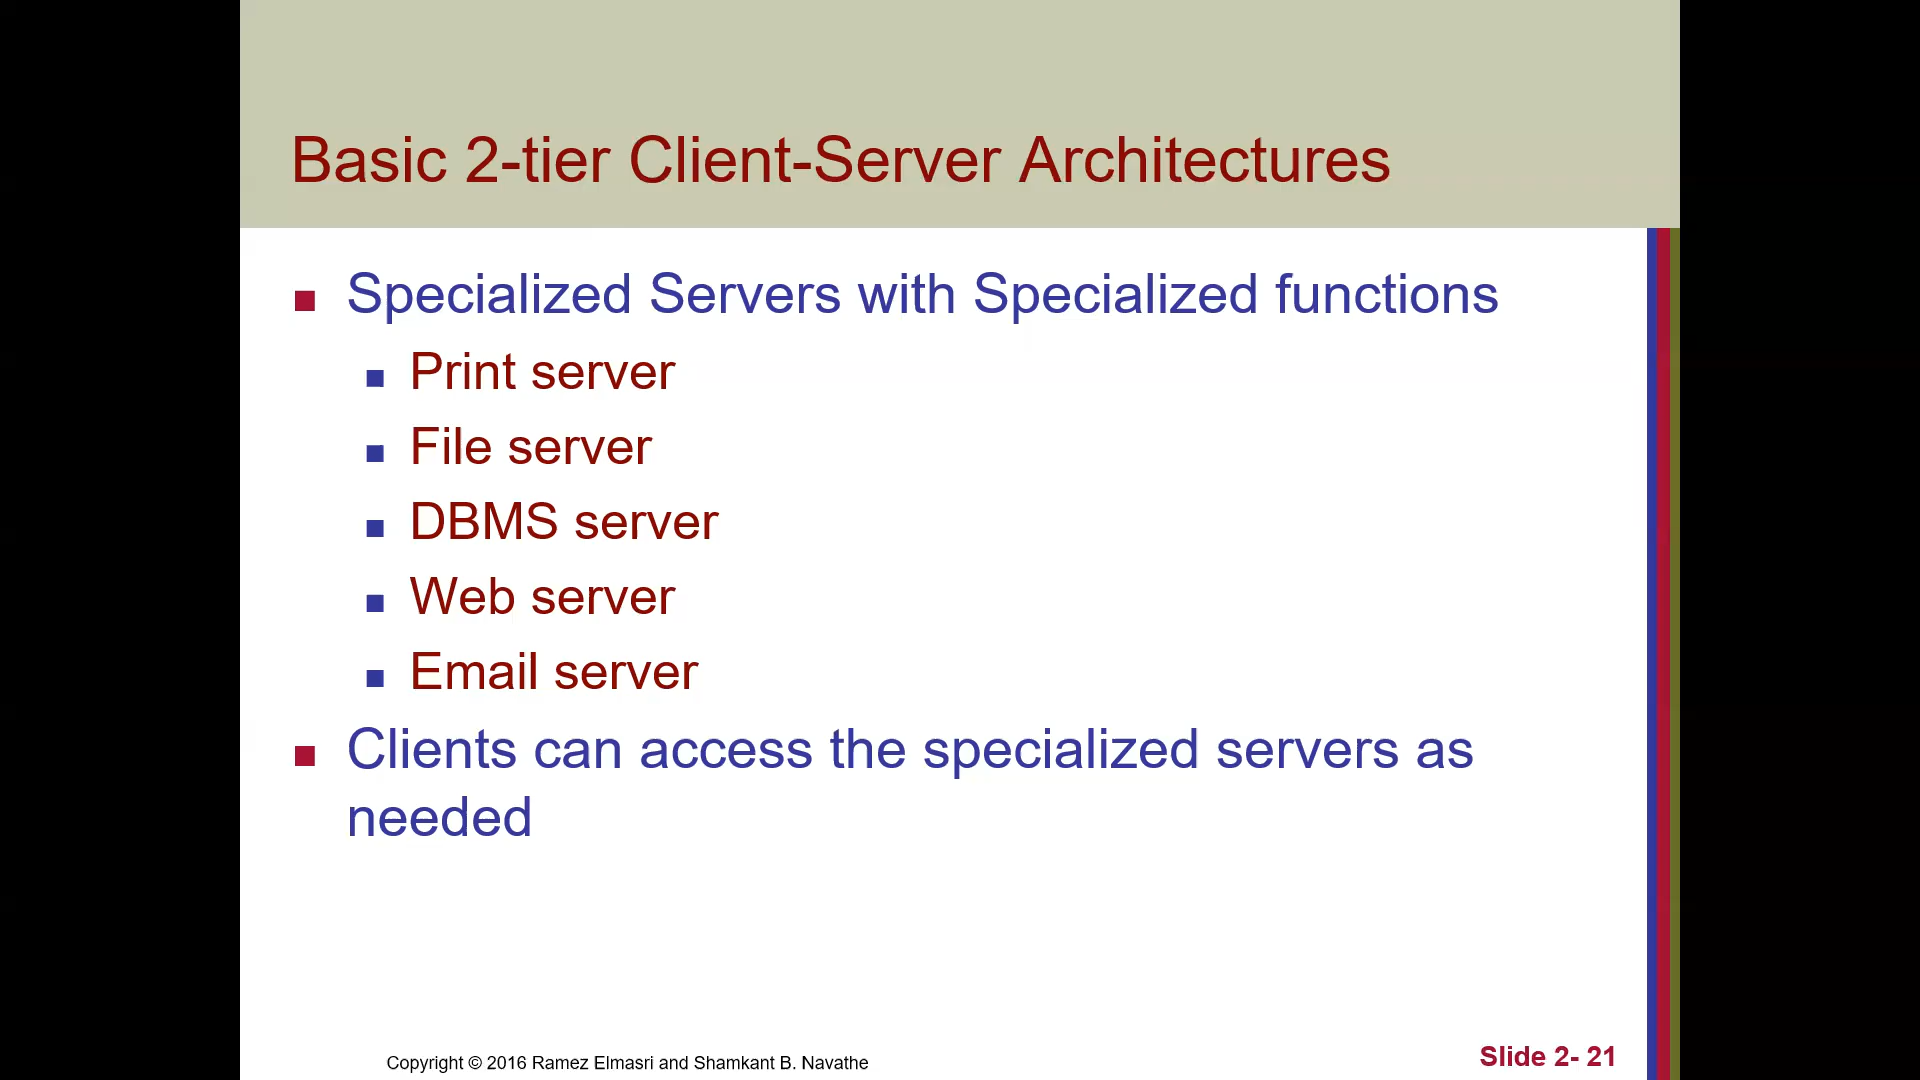 Basic 2-tier Client-Server Architectures
Specialized Servers with Specialized functions
Print server
File server
DBMS server
Web server
Email server
Clients can access the specialized servers as
needed
Copyright © 2016 Ramez Elmasri and Shamkant B. Navathe
Slide 2- 21